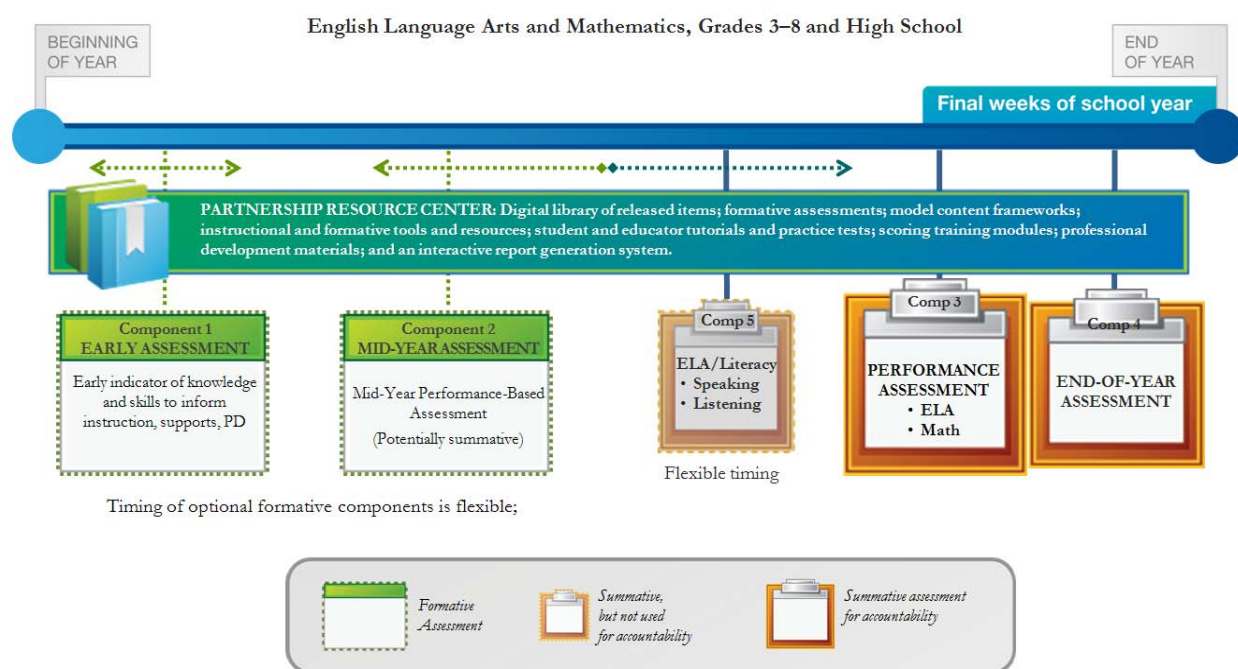 English Language Arts and Mathematics, Grades 3–8 and High School
BEGINNING
OF YEAR
END
OF YEAR
Final weeks of school year
PARTNERSHIP RESOURCE CENTER: Digital library of released items; formative assessments; model content frameworks;
instructional and formative tools and resources; student and educator tutorials and practice tests; scoring training modules; professional
development materials; and an interactive report generation system.
Component 1
EARLY ASSESSMENT
Early indicator of knowledge
and skills to inform
instruction, supports, PD
Component 2
MID-YEAR ASSESSMENT
Mid-Year Performance-Based
Assessment
(Potentially summative)
Comp 5
ELA/Literacy
• Speaking
• Listening
Flexible timing
Comp 3
PERFORMANCE
ASSESSMENT
• ELA
• Math
Comp 4
END-OF-YEAR
ASSESSMENT
Timing of optional formative components is flexible;
Formative
Assessment
Summative,
but not used
for accountability
Summative assessment
for accountability